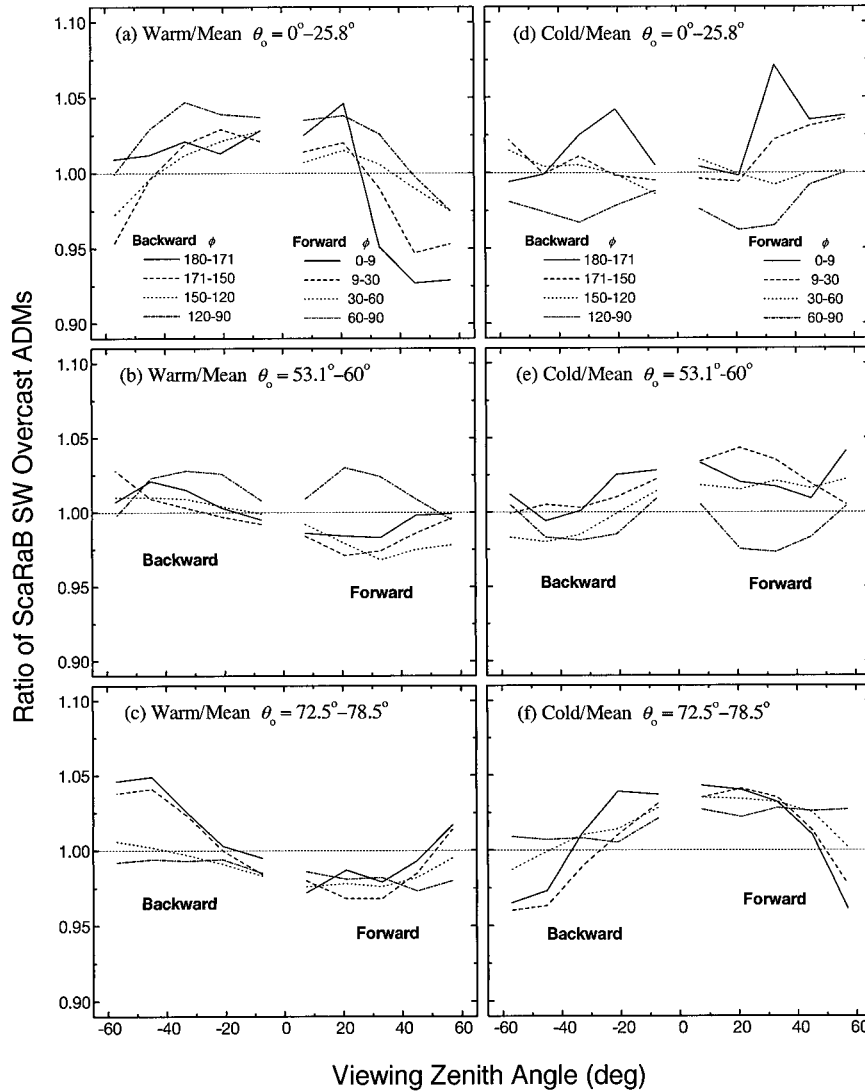 Ratio of ScaRaB SW Overcast ADMs
(a) Warm/Mean θo = 0°–25.8°
1.10
1.05
1.00
0.95
0.90
Backward ϕ
180-171
171-150
150-120
120-90
Forward ϕ
0-9
9-30
30-60
60-90
(d) Cold/Mean θo = 0°–25.8°
Backward ϕ
180-171
171-150
150-120
120-90
Forward ϕ
0-9
9-30
30-60
60-90
(b) Warm/Mean θo = 53.1°–60°
1.05
1.00
0.95
0.90
Backward
Forward
(e) Cold/Mean θo = 53.1°–60°
Backward
Forward
(c) Warm/Mean θo = 72.5°–78.5°
1.10
1.05
1.00
0.95
0.90
Backward
Forward
-60 -40 -20 0 20 40 60
(f) Cold/Mean θo = 72.5°–78.5°
Backward
Forward
-60 -40 -20 0 20 40 60
Viewing Zenith Angle (deg)